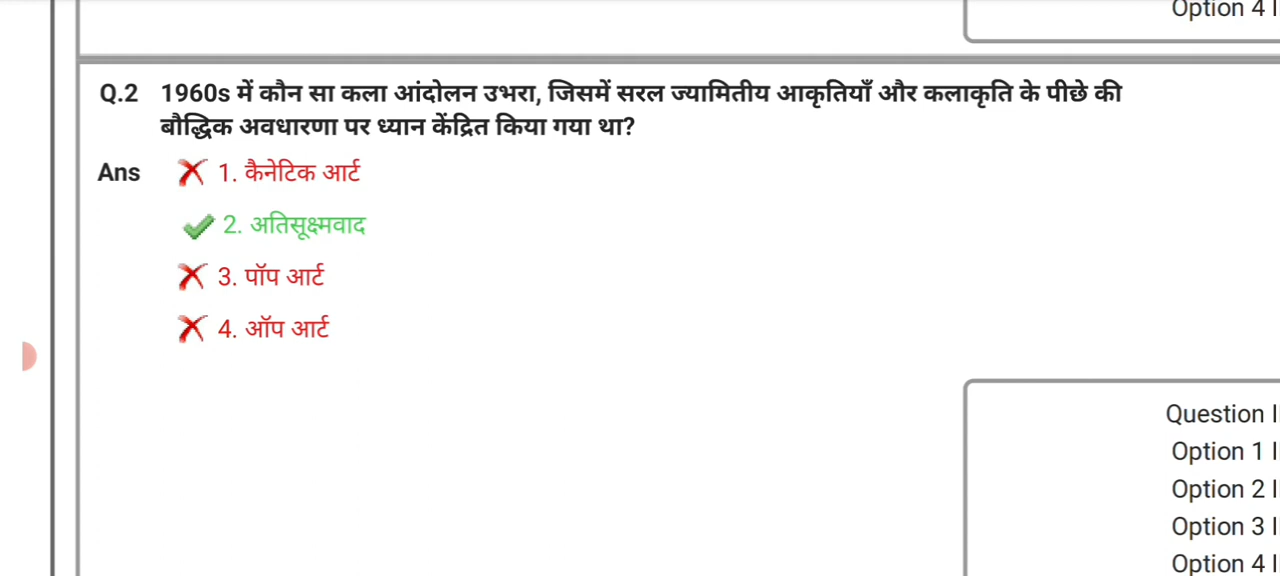 Option 4 I
Q.2 1960s में कौन सा कला आंदोलन उभरा, जिसमें सरल ज्यामितीय आकृतियाँ और कलाकृति के पीछे की
बौद्धिक अवधारणा पर ध्यान केंद्रित किया गया था?
Ans 1. कैनेटिक आर्ट
2. अतिसूक्ष्मवाद
3. पॉप आर्ट
4. ऑप आर्ट
Question I
Option 1 I
Option 2 I
Option 3 I
Option 4 I